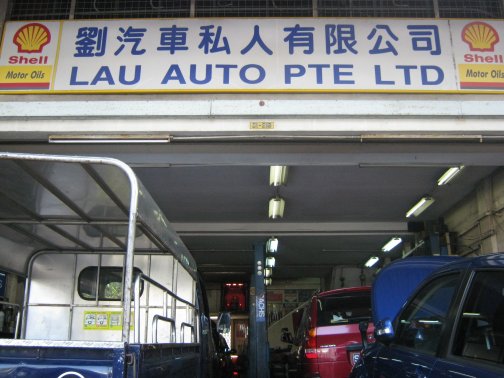 劉汽車私人有限公司
LAU AUTO PTE LTD
Shell
Motor Oils
Shell
Motor Oils